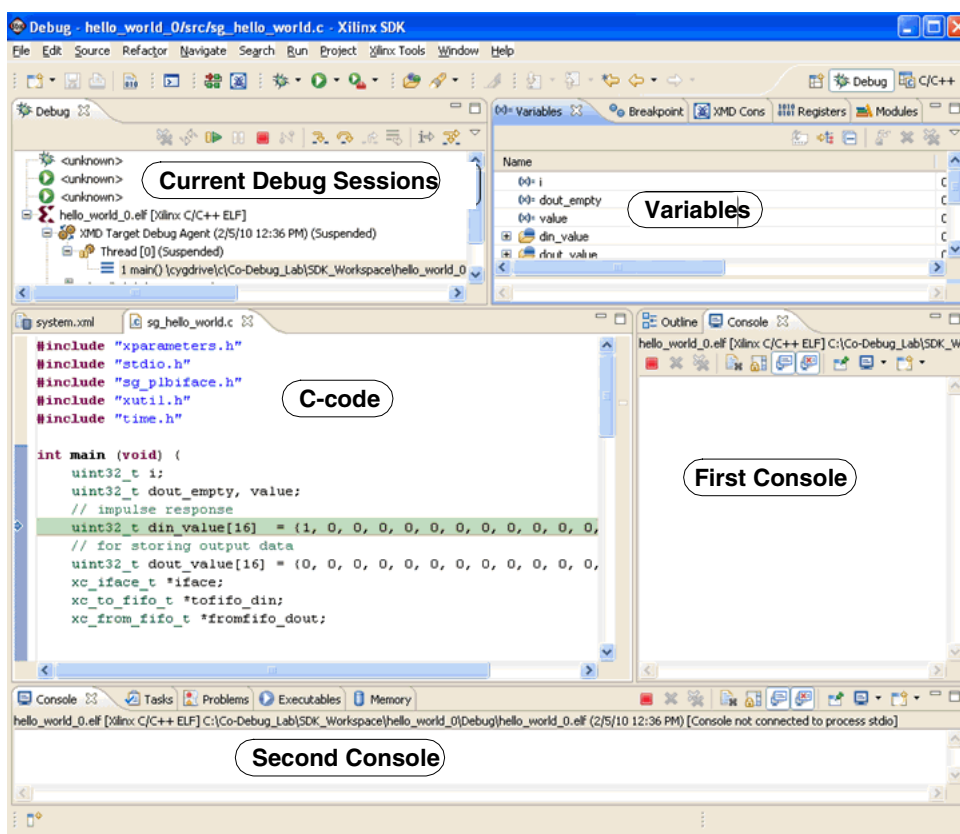 Debug - hello_world_0/src/sg_hello_world.c - Xilinx SDK
File Edit Source Refactor Navigate Search Run Project Xilinx Tools Window Help
Debug C/C++
Debug
<unknown>
<unknown>
<unknown>
Current Debug Sessions
hello_world_0.elf [Xilinx C/C++ ELF]
XMD Target Debug Agent (2/5/10 12:36 PM) (Suspended)
Thread [0] (Suspended)
1 main() \cygdrive\c\Co-Debug_Lab\SDK_Workspace\hello_world_0
(x)= Variables Breakpoint XMD Cons Registers Modules
Name
(x)= i
(x)= dout_empty
(x)= value
din_value
dout_value
Variables
system.xml sg_hello_world.c
#include "xparameters.h"
#include "stdio.h"
#include "sg_plbiface.h"
#include "xutil.h"
#include "time.h"
C-code
int main (void) {
uint32_t i;
uint32_t dout_empty, value;
// impulse response
uint32_t din_value[16] = {1, 0, 0, 0, 0, 0, 0, 0, 0, 0, 0,
// for storing output data
uint32_t dout_value[16] = {0, 0, 0, 0, 0, 0, 0, 0, 0, 0,
xc_iface_t *iface;
xc_to_fifo_t *tofifo_din;
xc_from_fifo_t *fromfifo_dout;
Outline Console
hello_world_0.elf [Xilinx C/C++ ELF] C:\Co-Debug_Lab\SDK_W
First Console
Console Tasks Problems Executables Memory
hello_world_0.elf [Xilinx C/C++ ELF] C:\Co-Debug_Lab\SDK_Workspace\hello_world_0\Debug\hello_world_0.elf (2/5/10 12:36 PM) [Console not connected to process stdio]
Second Console